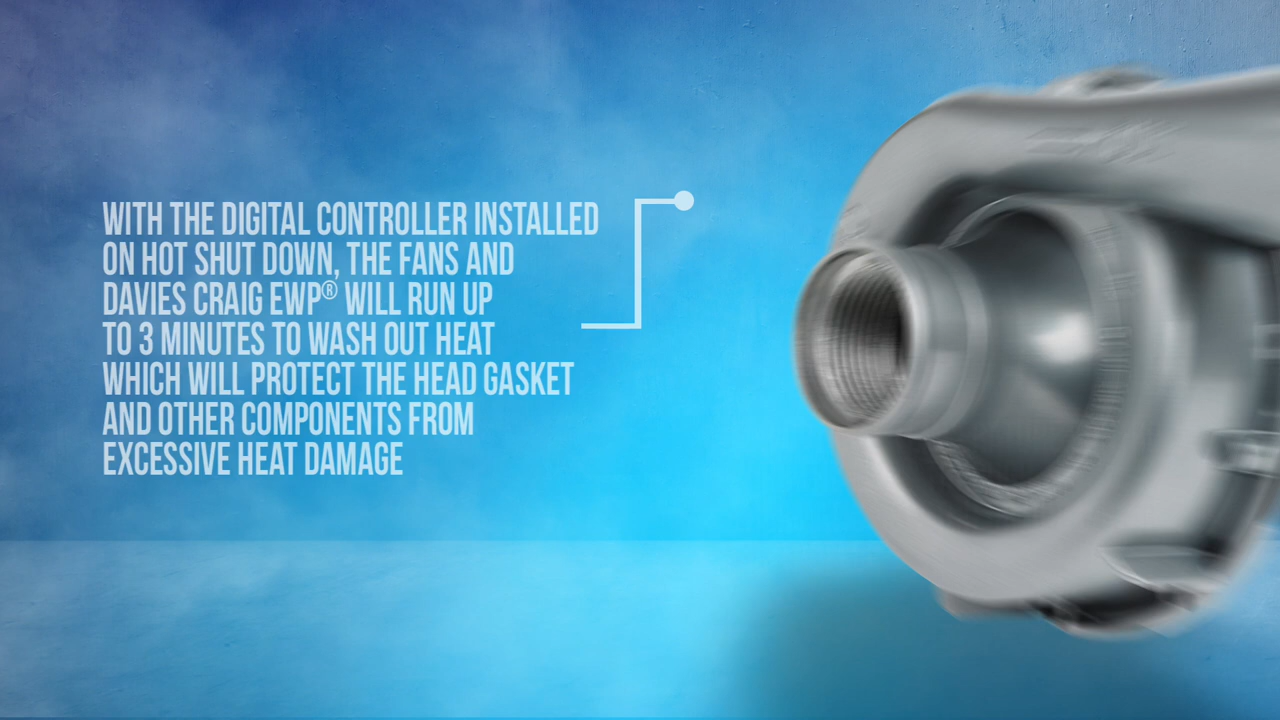 WITH THE DIGITAL CONTROLLER INSTALLED
ON HOT SHUT DOWN, THE FANS AND
DAVIES CRAIG EWP® WILL RUN UP
TO 3 MINUTES TO WASH OUT HEAT
WHICH WILL PROTECT THE HEAD GASKET
AND OTHER COMPONENTS FROM
EXCESSIVE HEAT DAMAGE